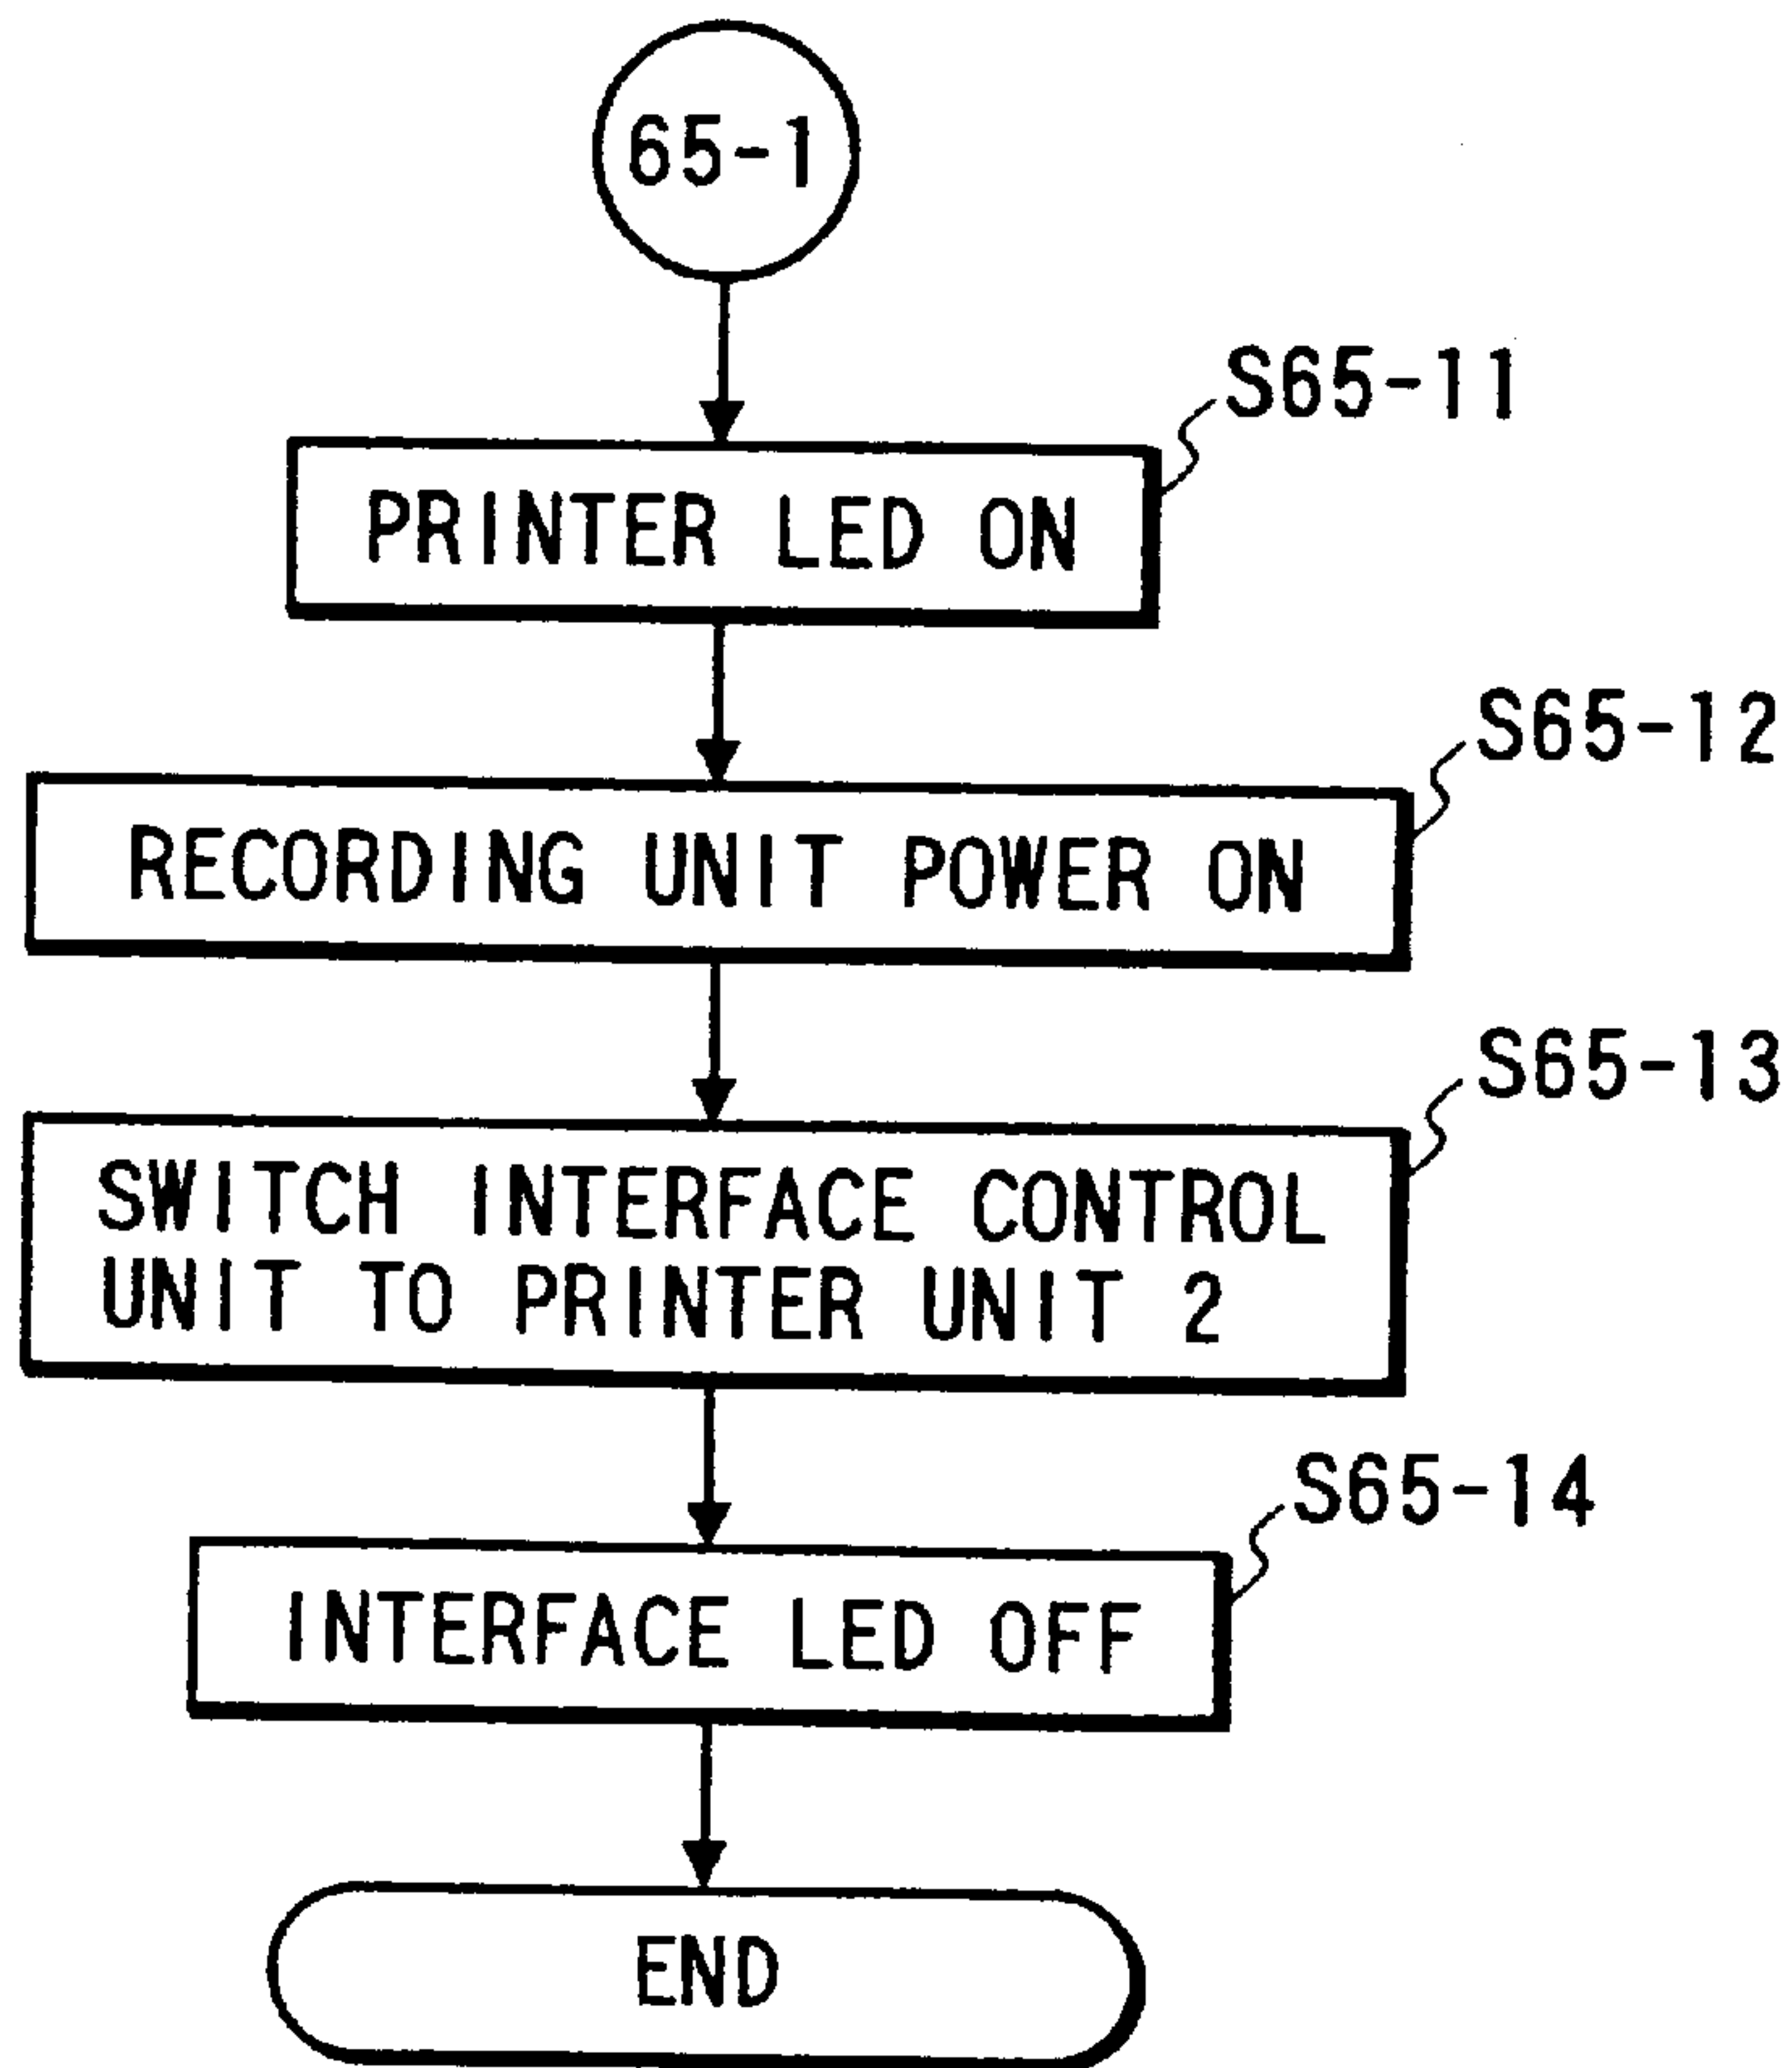 65-1
S65-11
PRINTER LED ON
S65-12
RECORDING UNIT POWER ON
S65-13
SWITCH INTERFACE CONTROL
UNIT TO PRINTER UNIT 2
S65-14
INTERFACE LED OFF
END